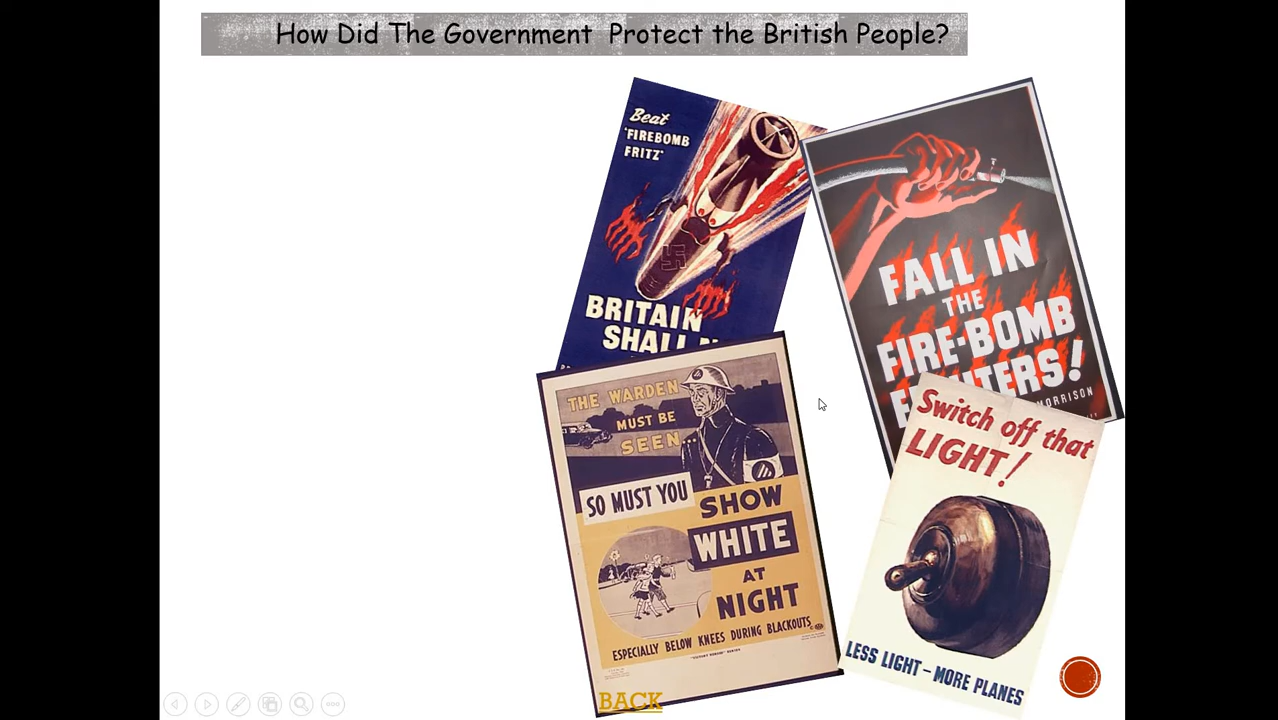 How Did The Government Protect the British People?
Beat
'FIREBOMB
FRITZ'
BRITAIN
SHALL
FALL IN
THE
FIRE-BOMB
MORRISON
THE WARDEN
MUST BE
SEEN
SO MUST YOU
SHOW
WHITE
AT
NIGHT
ESPECIALLY BELOW KNEES DURING BLACKOUTS
Switch off that
LIGHT!
LESS LIGHT – MORE PLANES
BACK